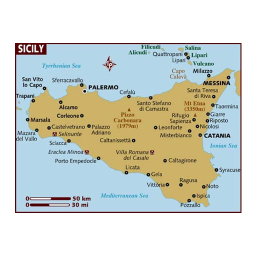 SICILY
Tyrrhenian Sea
Filicudi
Alicudi
Salina
Lipari
Quattropani
Lipari
Vulcano
San Vito
lo Capo
Sferracavallo
PALERMO
Capo
Calavà
Milazzo
MESSINA
Trapani
Cefalù
Santa Teresa
di Riva
Alcamo
Santo Stefano
di Camastra
Mt Etna
(3350m)
Taormina
Corleone
Pizzo
Carbonara
(1979m)
Giarre
Marsala
Rifugio
Sapienza
Riposto
Nicolosi
Castelvetrano
Palazzo
Adriano
Leonforte
Misterbianco
CATANIA
Mazara
del Vallo
Selinunte
Sciacca
Caltanissetta
Ionian Sea
Eraclea Minoa
Villa Romana
del Casale
Porto Empedocle
Caltagirone
Licata
Gela
Syracuse
Vittoria
Ragusa
Noto
Mediterranean Sea
Ispica
Pozzallo
0 50 km
0 30 mi